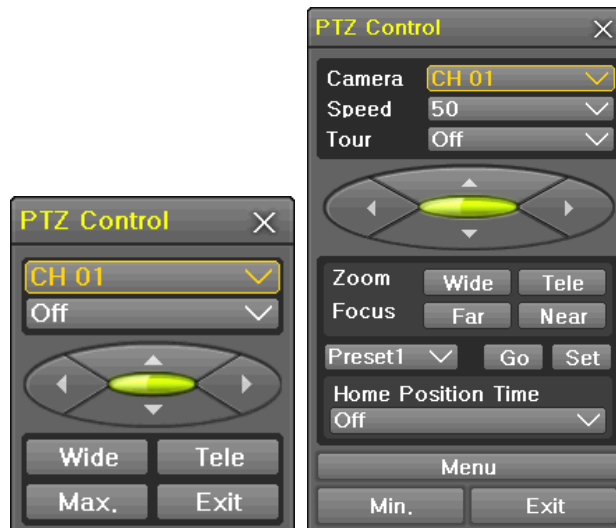 PTZ Control
CH 01
Off
Wide Tele
Max. Exit
PTZ Control
Camera CH 01
Speed 50
Tour Off
Zoom Wide Tele
Focus Far Near
Preset1 Go Set
Home Position Time
Off
Menu
Min. Exit